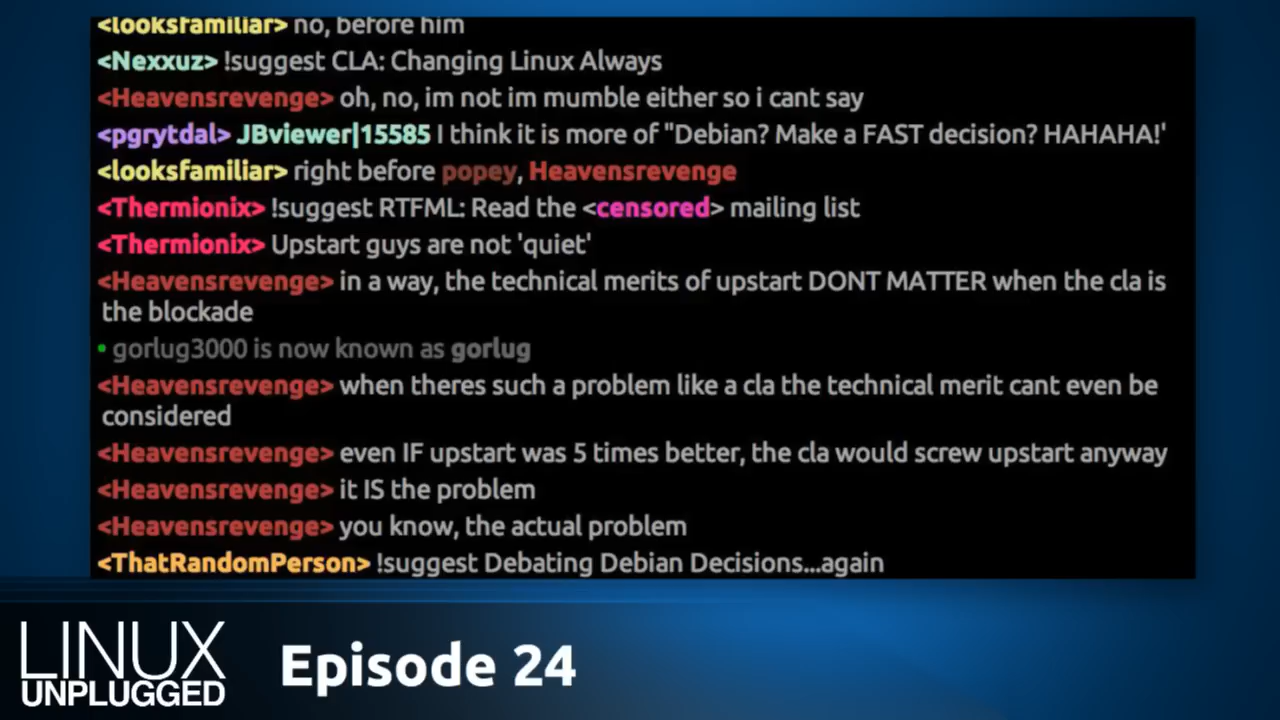 <looksfamiliar> no, before him
<Nexxuz> !suggest CLA: Changing Linux Always
<Heavensrevenge> oh, no, im not im mumble either so i cant say
<pgrytdal> JBviewer|15585 I think it is more of "Debian? Make a FAST decision? HAHAHA!'
<looksfamiliar> right before popey, Heavensrevenge
<Thermionix> !suggest RTFML: Read the <censored> mailing list
<Thermionix> Upstart guys are not 'quiet'
<Heavensrevenge> in a way, the technical merits of upstart DONT MATTER when the cla is
the blockade
• gorlug3000 is now known as gorlug
<Heavensrevenge> when theres such a problem like a cla the technical merit cant even be
considered
<Heavensrevenge> even IF upstart was 5 times better, the cla would screw upstart anyway
<Heavensrevenge> it IS the problem
<Heavensrevenge> you know, the actual problem
<ThatRandomPerson> !suggest Debating Debian Decisions...again
LINUX
UNPLUGGED
Episode 24